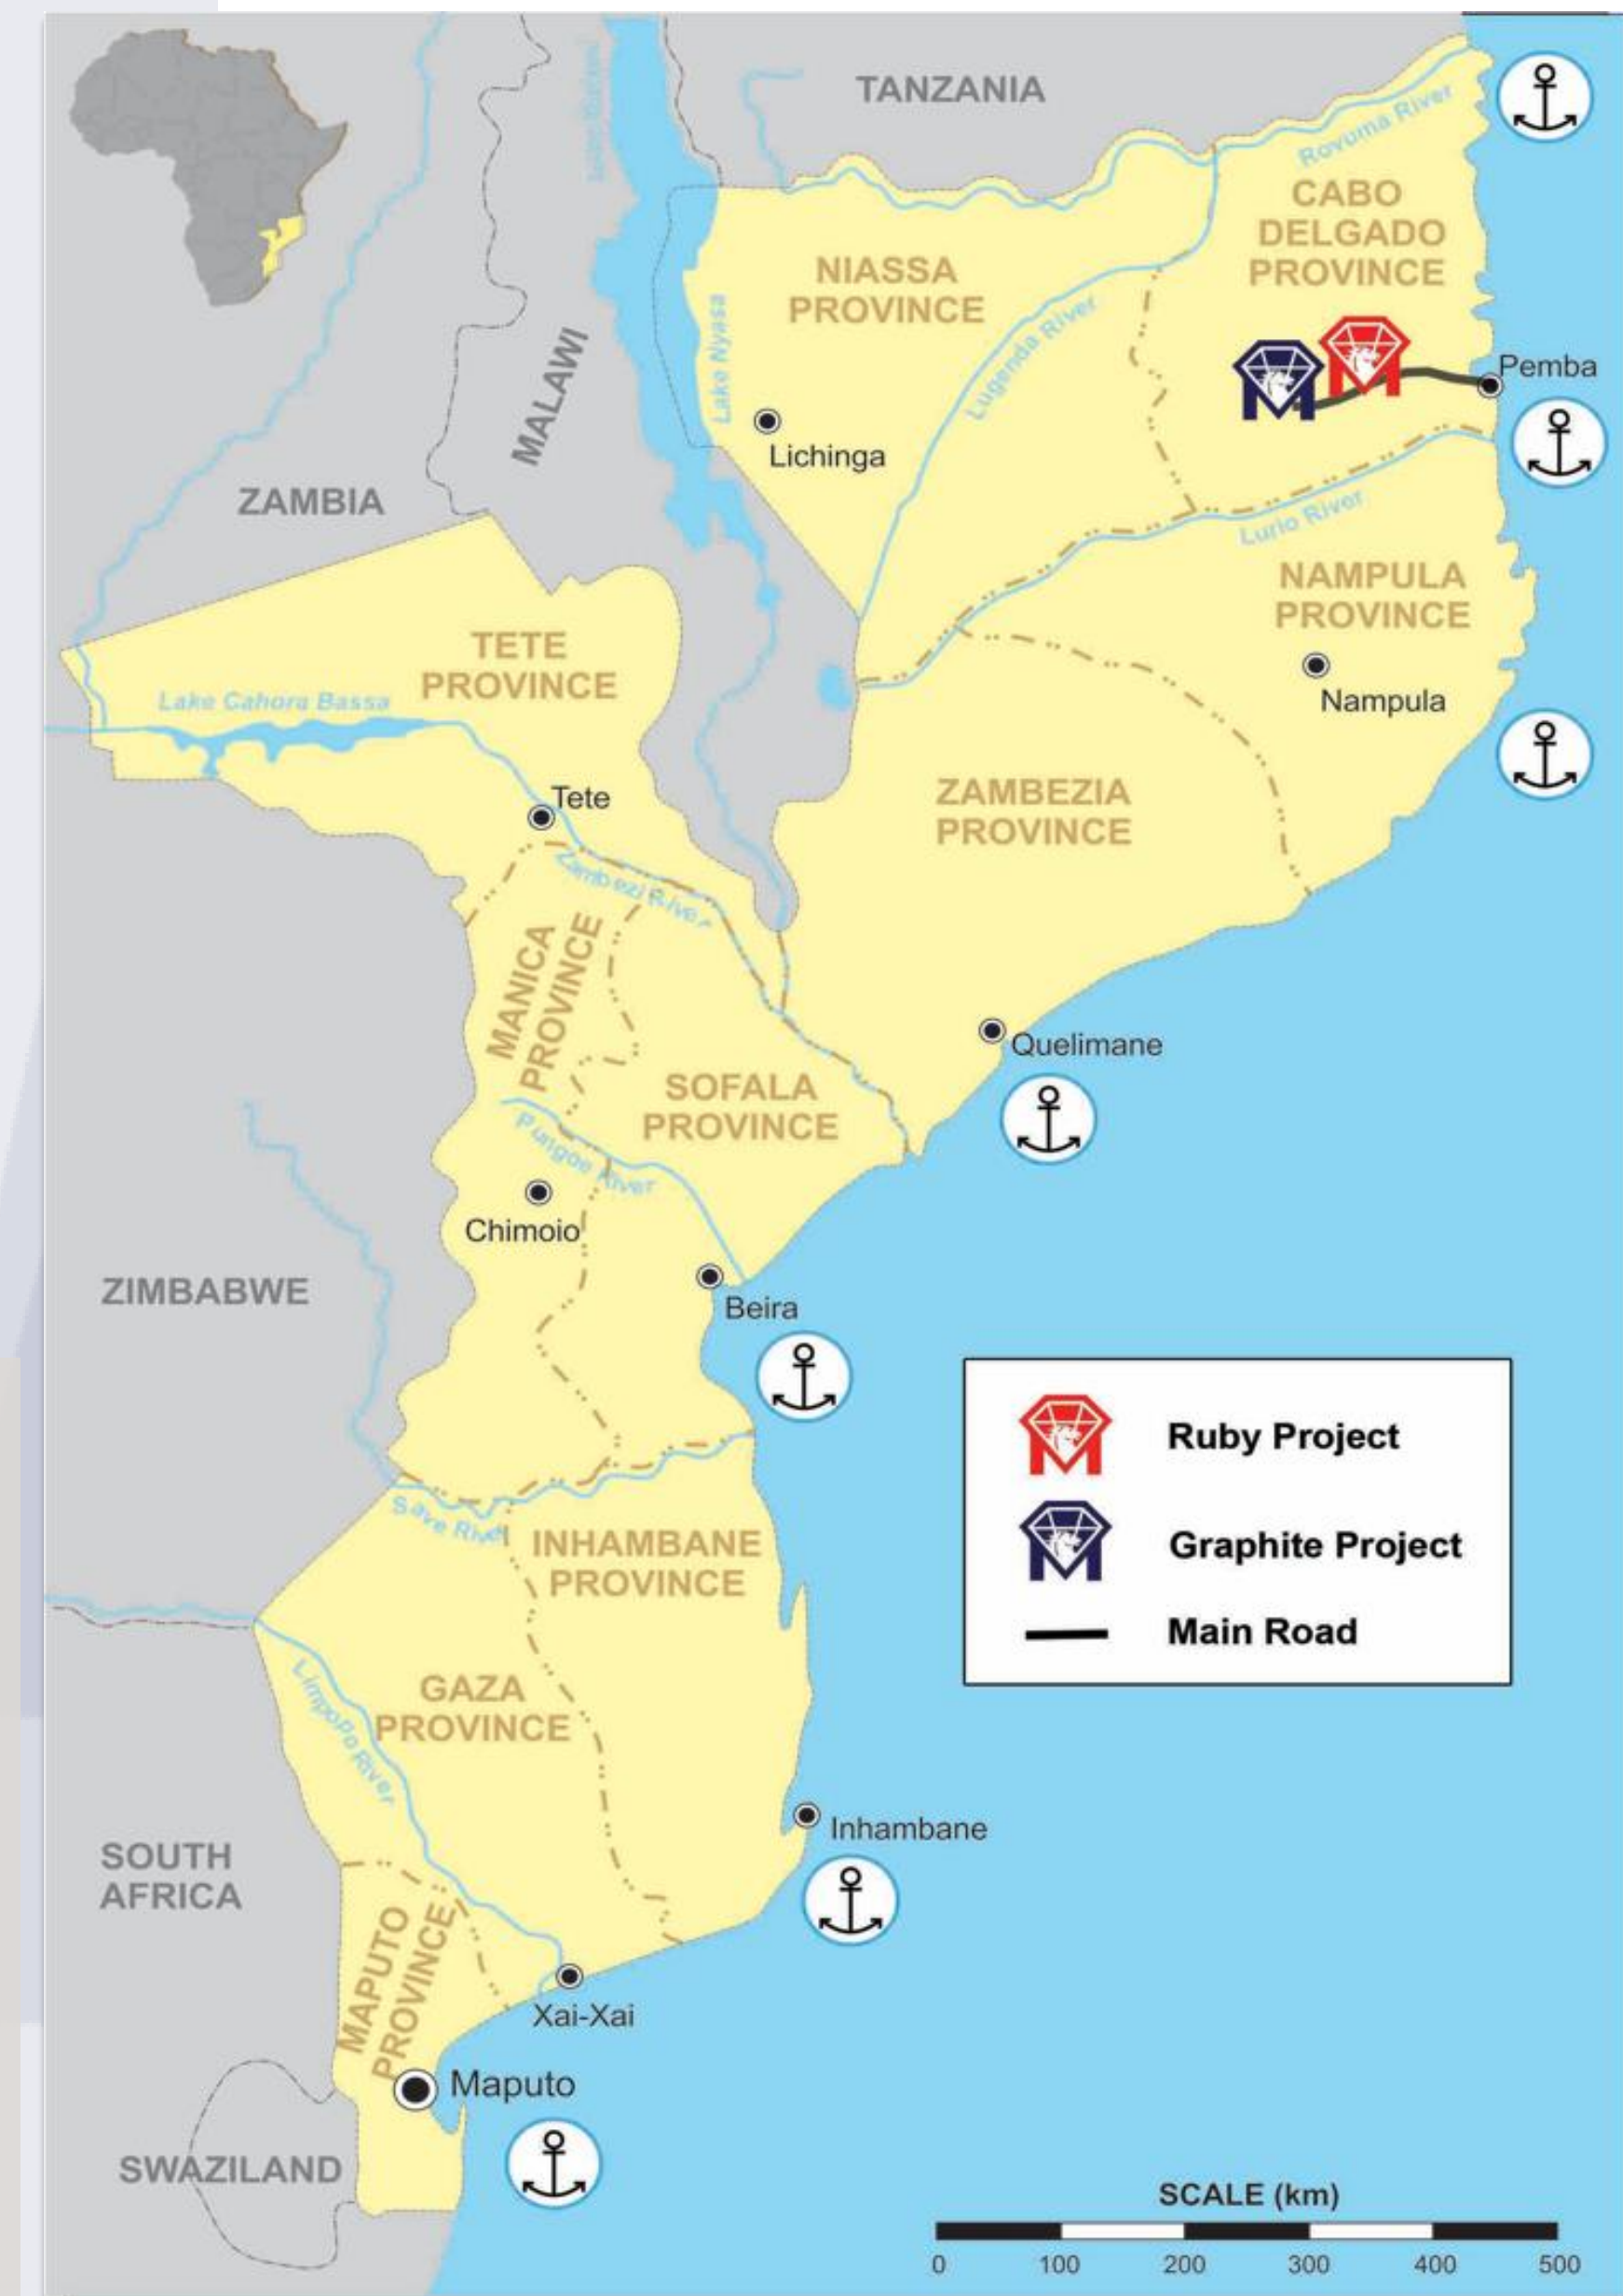 TANZANIA
Rovuma River
CABO
DELGADO
PROVINCE
NIASSA
PROVINCE
Lake Nyasa
Lugenda River
MALAWI
Pemba
Lichinga
ZAMBIA
Lurio River
NAMPULA
PROVINCE
TETE
PROVINCE
Nampula
Lake Cahora Bassa
Tete
ZAMBEZIA
PROVINCE
Zambezi River
MANICA
PROVINCE
Quelimane
SOFALA
PROVINCE
Pungoe River
Chimoio
ZIMBABWE
Beira
Ruby Project
Graphite Project
Main Road
Save River
INHAMBANE
PROVINCE
GAZA
PROVINCE
LimpoPo River
Inhambane
SOUTH
AFRICA
MAPUTO
PROVINCE
Xai-Xai
Maputo
SWAZILAND
SCALE (km)
0 100 200 300 400 500